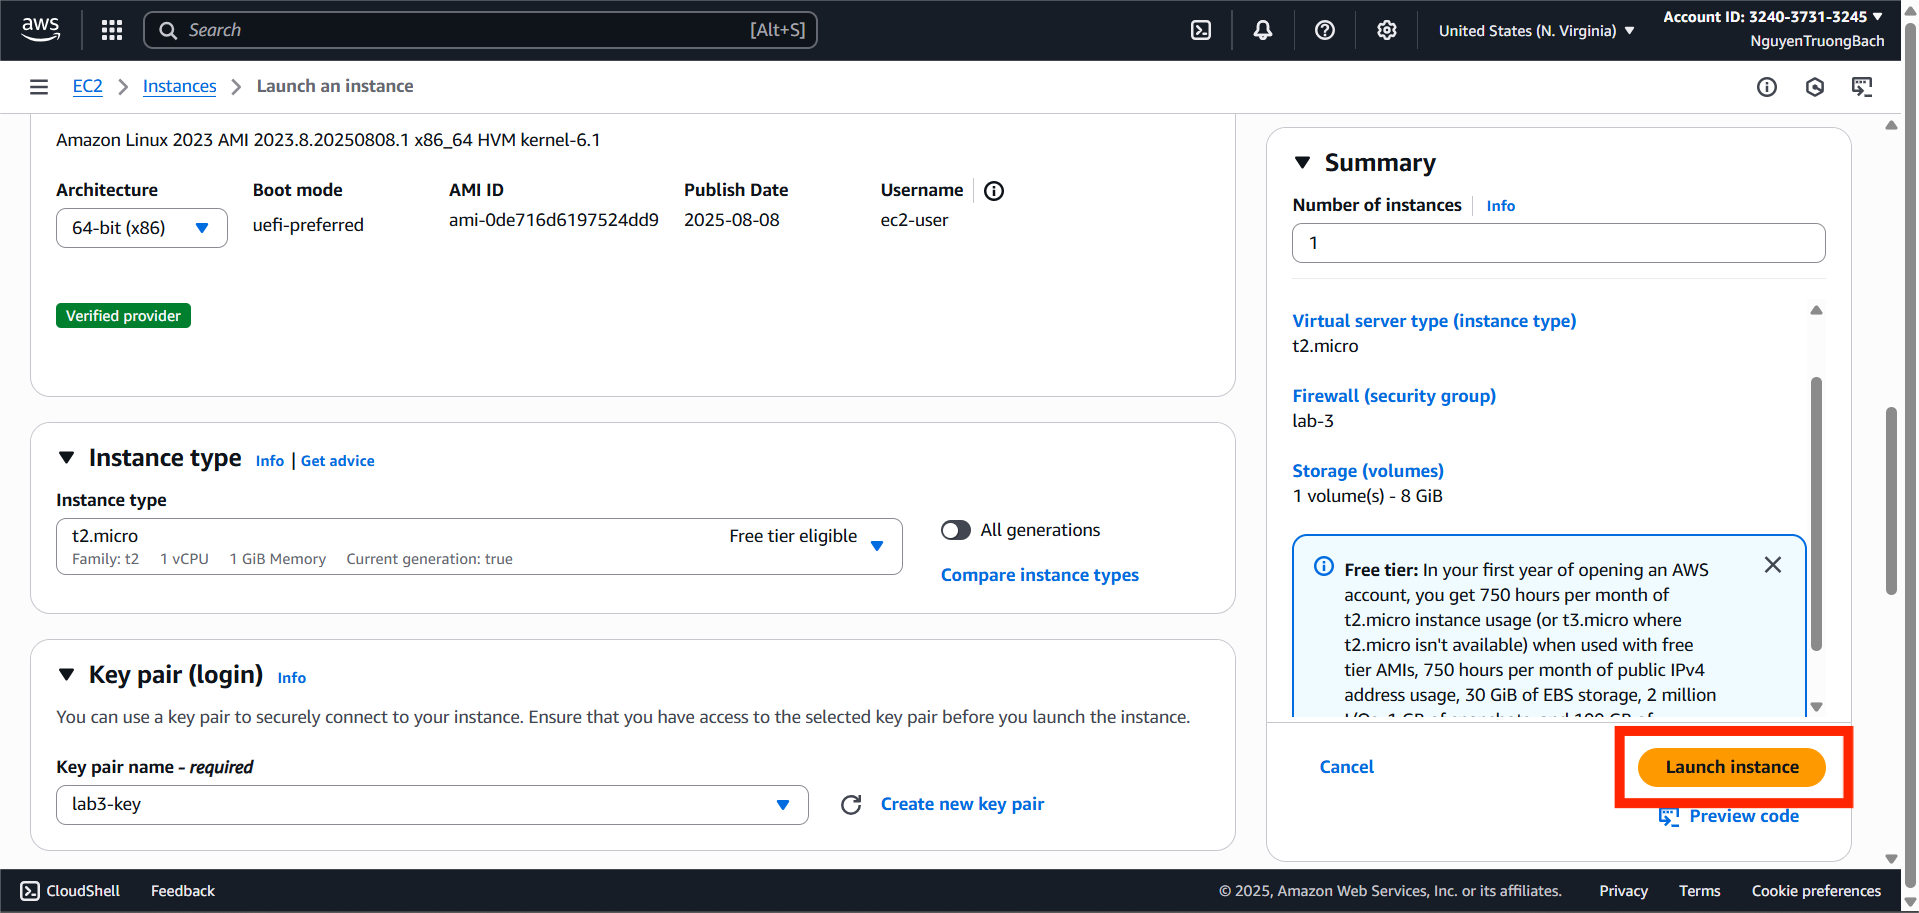 aws
Search [Alt+S]
United States (N. Virginia)
Account ID: 3240-3731-3245
NguyenTruongBach
EC2 Instances Launch an instance
Amazon Linux 2023 AMI 2023.8.20250808.1 x86_64 HVM kernel-6.1
Architecture Boot mode AMI ID Publish Date Username
64-bit (x86) uefi-preferred ami-0de716d6197524dd9 2025-08-08 ec2-user
Verified provider
Instance type Info | Get advice
Instance type
t2.micro Free tier eligible
Family: t2 1 vCPU 1 GiB Memory Current generation: true
All generations
Compare instance types
Key pair (login) Info
You can use a key pair to securely connect to your instance. Ensure that you have access to the selected key pair before you launch the instance.
Key pair name - required
lab3-key
Create new key pair
Summary
Number of instances Info
1
Virtual server type (instance type)
t2.micro
Firewall (security group)
lab-3
Storage (volumes)
1 volume(s) - 8 GiB
Free tier: In your first year of opening an AWS
account, you get 750 hours per month of
t2.micro instance usage (or t3.micro where
t2.micro isn't available) when used with free
tier AMIs, 750 hours per month of public IPv4
address usage, 30 GiB of EBS storage, 2 million
Cancel
Launch instance
Preview code
CloudShell Feedback
© 2025, Amazon Web Services, Inc. or its affiliates. Privacy Terms Cookie preferences